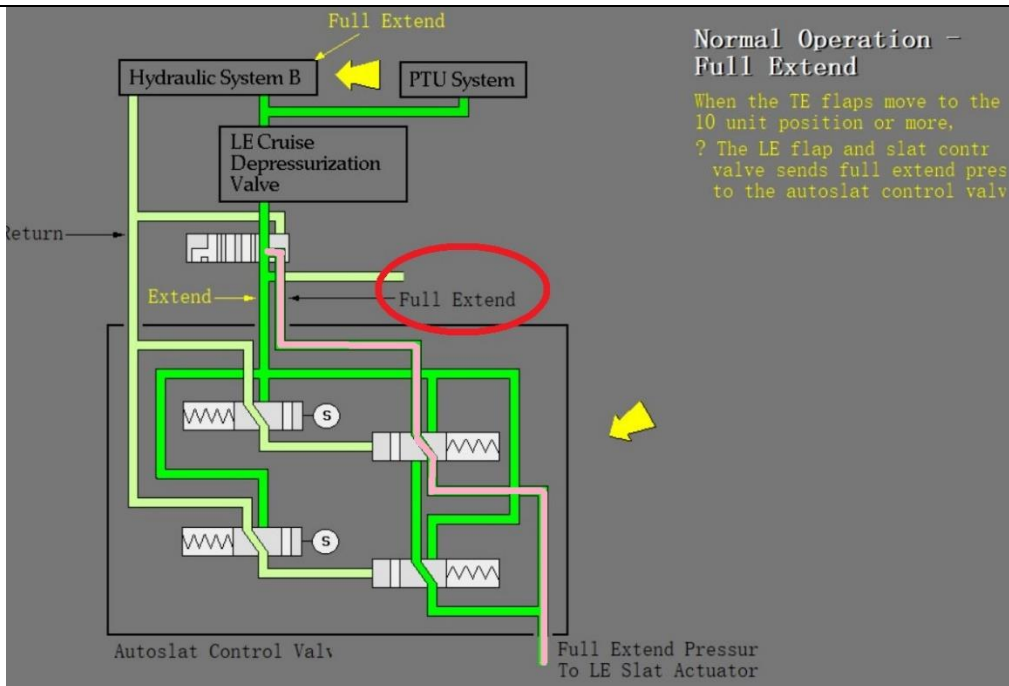 Full Extend
Normal Operation –
Full Extend
Hydraulic System B
PTU System
When the TE flaps move to the
10 unit position or more,
? The LE flap and slat contr
valve sends full extend pres
to the autoslat control valv
LE Cruise
Depressurization
Valve
Return
Extend
Full Extend
S
S
Autoslat Control Valv
Full Extend Pressur
To LE Slat Actuator